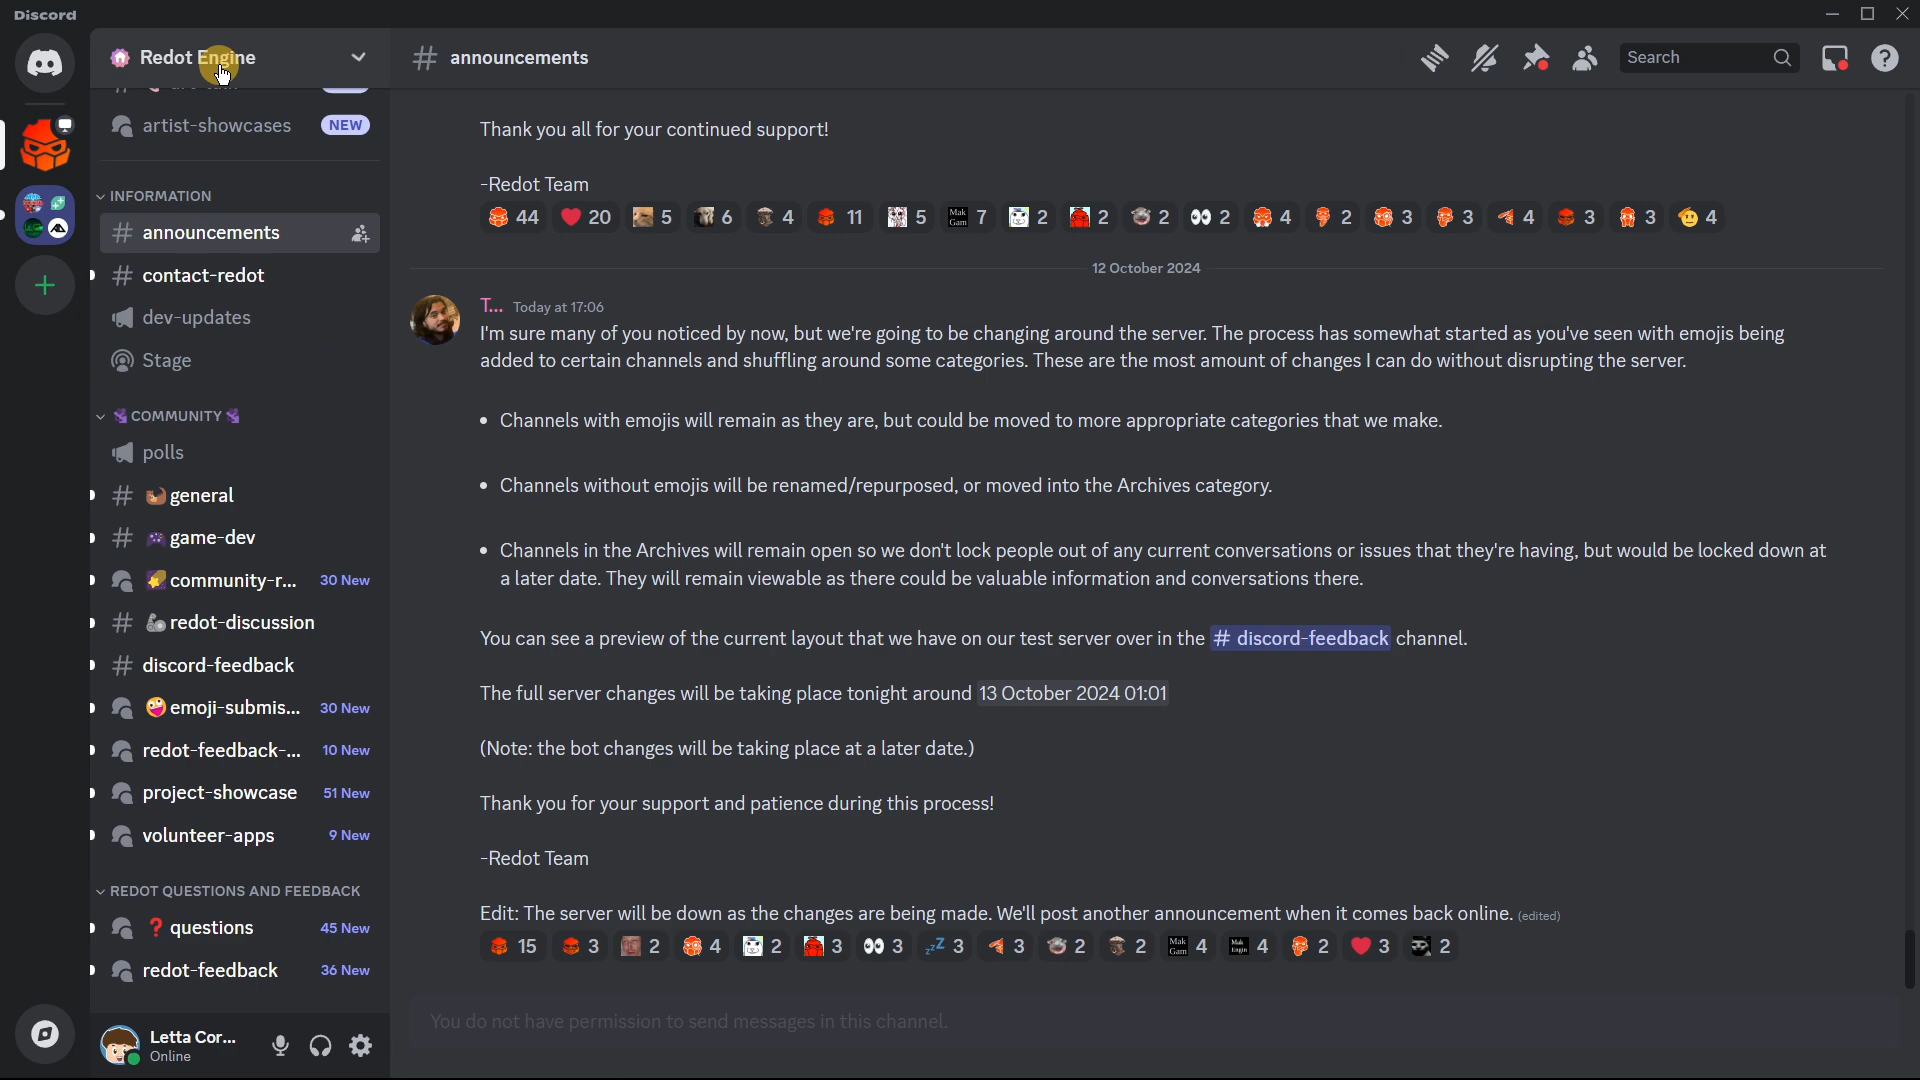 Discord
Redot Engine
announcements
Search
artist-showcases NEW
INFORMATION
announcements
contact-redot
dev-updates
Stage
COMMUNITY
polls
general
game-dev
community-r... 30 New
redot-discussion
discord-feedback
emoji-submis... 30 New
redot-feedback-... 10 New
project-showcase 51 New
volunteer-apps 9 New
REDOT QUESTIONS AND FEEDBACK
questions 45 New
redot-feedback 36 New
Letta Cor...
Online
Thank you all for your continued support!
-Redot Team
44 20 5 6 4 11 5 Mak Gam 7 2 2 2 2 4 2 3 3 4 3 3 4
12 October 2024
T... Today at 17:06
I'm sure many of you noticed by now, but we're going to be changing around the server. The process has somewhat started as you've seen with emojis being
added to certain channels and shuffling around some categories. These are the most amount of changes I can do without disrupting the server.
• Channels with emojis will remain as they are, but could be moved to more appropriate categories that we make.
• Channels without emojis will be renamed/repurposed, or moved into the Archives category.
• Channels in the Archives will remain open so we don't lock people out of any current conversations or issues that they're having, but would be locked down at
a later date. They will remain viewable as there could be valuable information and conversations there.
You can see a preview of the current layout that we have on our test server over in the # discord-feedback channel.
The full server changes will be taking place tonight around 13 October 2024 01:01
(Note: the bot changes will be taking place at a later date.)
Thank you for your support and patience during this process!
-Redot Team
Edit: The server will be down as the changes are being made. We'll post another announcement when it comes back online. (edited)
15 3 2 4 2 3 3 3 3 2 2 Mak Gam 4 4 2 3 2
You do not have permission to send messages in this channel.